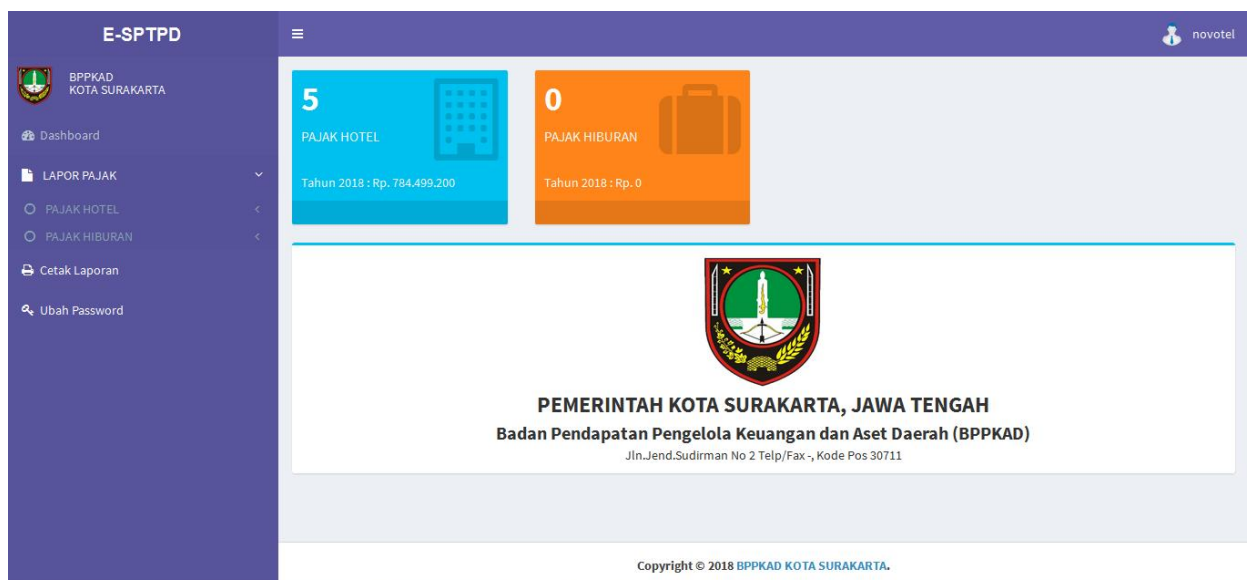 E-SPTPD
novotel
BPPKAD
KOTA SURAKARTA
Dashboard
LAPOR PAJAK
PAJAK HOTEL
PAJAK HIBURAN
Cetak Laporan
Ubah Password
5
PAJAK HOTEL
Tahun 2018 : Rp. 784.499.200
0
PAJAK HIBURAN
Tahun 2018 : Rp. 0
PEMERINTAH KOTA SURAKARTA, JAWA TENGAH
Badan Pendapatan Pengelola Keuangan dan Aset Daerah (BPPKAD)
Jln.Jend.Sudirman No 2 Telp/Fax -, Kode Pos 30711
Copyright © 2018 BPPKAD KOTA SURAKARTA.